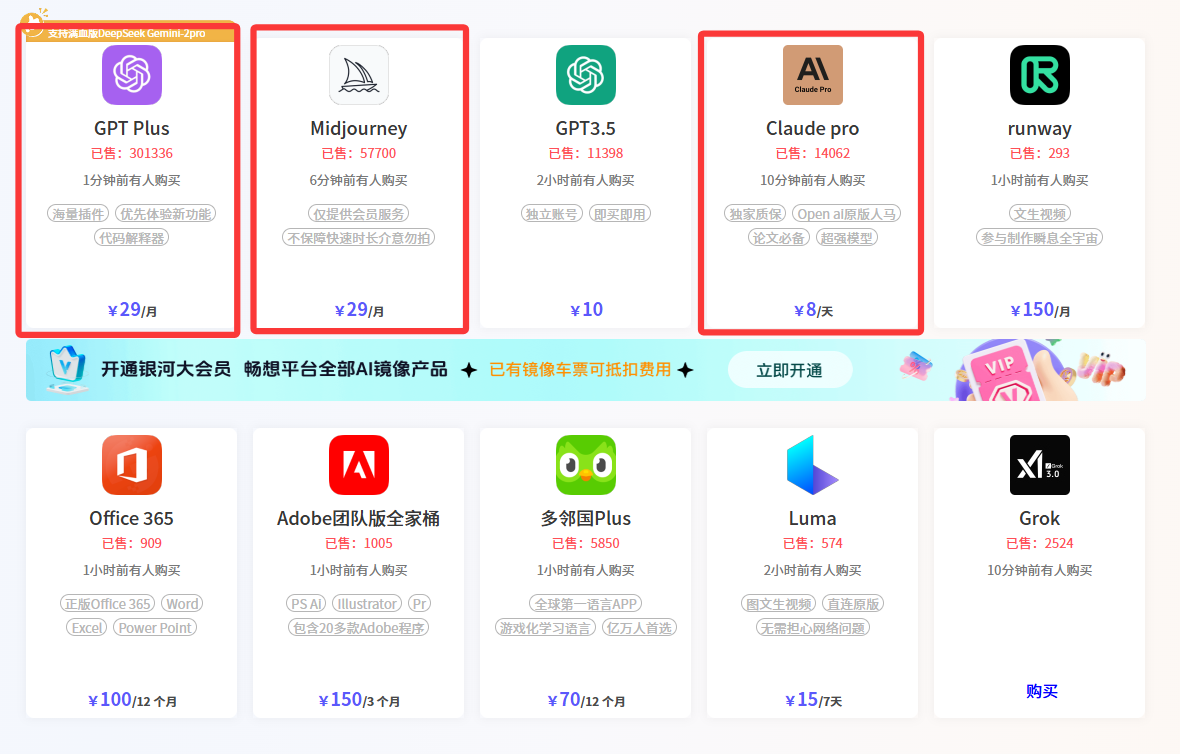 支持满血版DeepSeek Gemini-2pro
GPT Plus
已售：301336
1分钟前有人购买
海量插件 优先体验新功能
代码解释器
￥29/月
Midjourney
已售：57700
6分钟前有人购买
仅提供会员服务
不保障快速时长介意勿拍
￥29/月
GPT3.5
已售：11398
2小时前有人购买
独立账号 即买即用
￥10
AI
Claude Pro
Claude pro
已售：14062
10分钟前有人购买
独家质保 Open ai原版人马
论文必备 超强模型
￥8/天
runway
已售：293
1小时前有人购买
文生视频
参与制作瞬息全宇宙
￥150/月
开通银河大会员 畅想平台全部AI镜像产品 已有镜像车票可抵扣费用 立即开通
VIP
Office 365
已售：909
1小时前有人购买
正版Office 365 Word
Excel Power Point
￥100/12 个月
Adobe团队版全家桶
已售：1005
1小时前有人购买
PS Ai Illustrator Pr
包含20多款Adobe程序
￥150/3 个月
多邻国Plus
已售：5850
1小时前有人购买
全球第一语言APP
游戏化学习语言 亿万人首选
￥70/12 个月
Luma
已售：574
2小时前有人购买
图文生视频 直连原版
无需担心网络问题
￥15/7天
xI Grok
3.0
Grok
已售：2524
10分钟前有人购买
购买